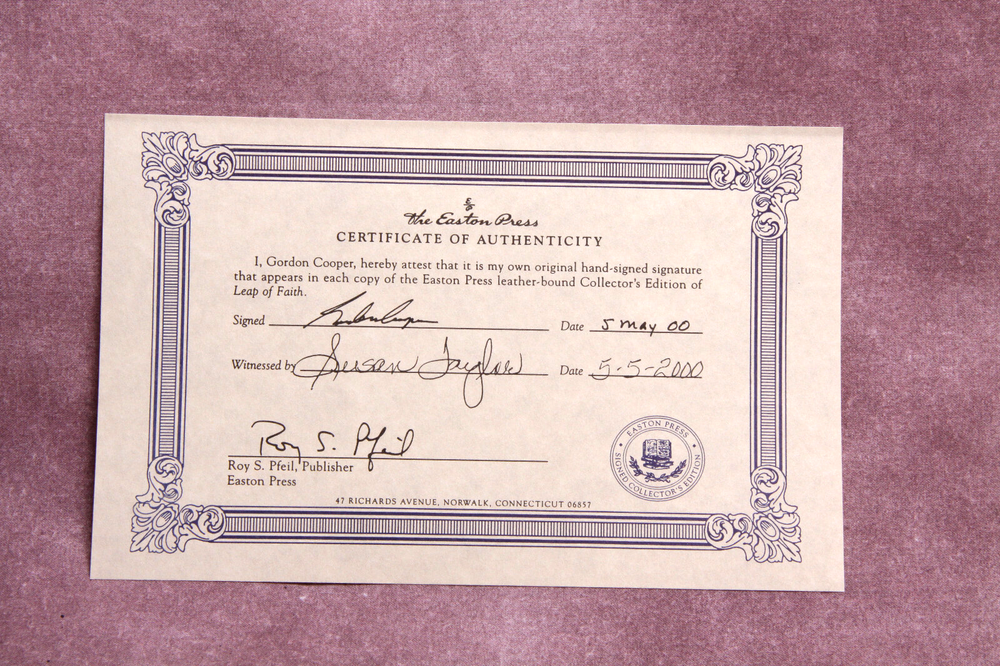 The Easton Press
CERTIFICATE OF AUTHENTICITY
I, Gordon Cooper, hereby attest that it is my own original hand-signed signature
that appears in each copy of the Easton Press leather-bound Collector's Edition of
Leap of Faith.
Signed Date 5 May 00
Witnessed by Susan Taylor Date 5-5-2000
Roy S. Pfeil
Roy S. Pfeil, Publisher
Easton Press
EASTON PRESS
SIGNED COLLECTOR'S EDITION
47 RICHARDS AVENUE, NORWALK, CONNECTICUT 06857